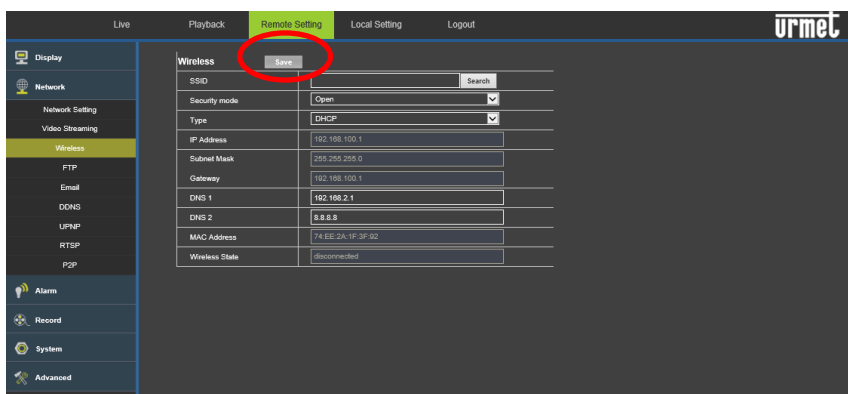 Live Playback Remote Setting Local Setting Logout urmet
Display
Network
Network Setting
Video Streaming
Wireless
FTP
Email
DDNS
UPNP
RTSP
P2P
Alarm
Record
System
Advanced
Wireless Save
SSID Search
Security mode Open
Type DHCP
IP Address 192.168.100.1
Subnet Mask 255.255.255.0
Gateway 192.168.100.1
DNS 1 192.168.2.1
DNS 2 8.8.8.8
MAC Address 74:EE:2A:1F:3F:92
Wireless State disconnected